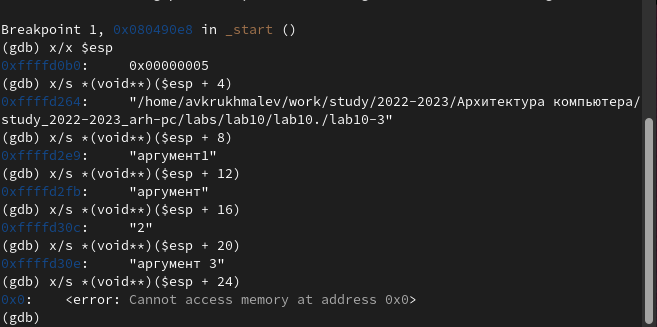 Breakpoint 1, 0x080490e8 in _start ()
(gdb) x/x $esp
0xffffd0b0:     0x00000005
(gdb) x/s *(void**)($esp + 4)
0xffffd264:     "/home/avkrukhmalev/work/study/2022-2023/Архитектура компьютера/
study_2022-2023_arh-pc/labs/lab10/lab10./lab10-3"
(gdb) x/s *(void**)($esp + 8)
0xffffd2e9:     "аргумент1"
(gdb) x/s *(void**)($esp + 12)
0xffffd2fb:     "аргумент"
(gdb) x/s *(void**)($esp + 16)
0xffffd30c:     "2"
(gdb) x/s *(void**)($esp + 20)
0xffffd30e:     "аргумент 3"
(gdb) x/s *(void**)($esp + 24)
0x0:    <error: Cannot access memory at address 0x0>
(gdb)